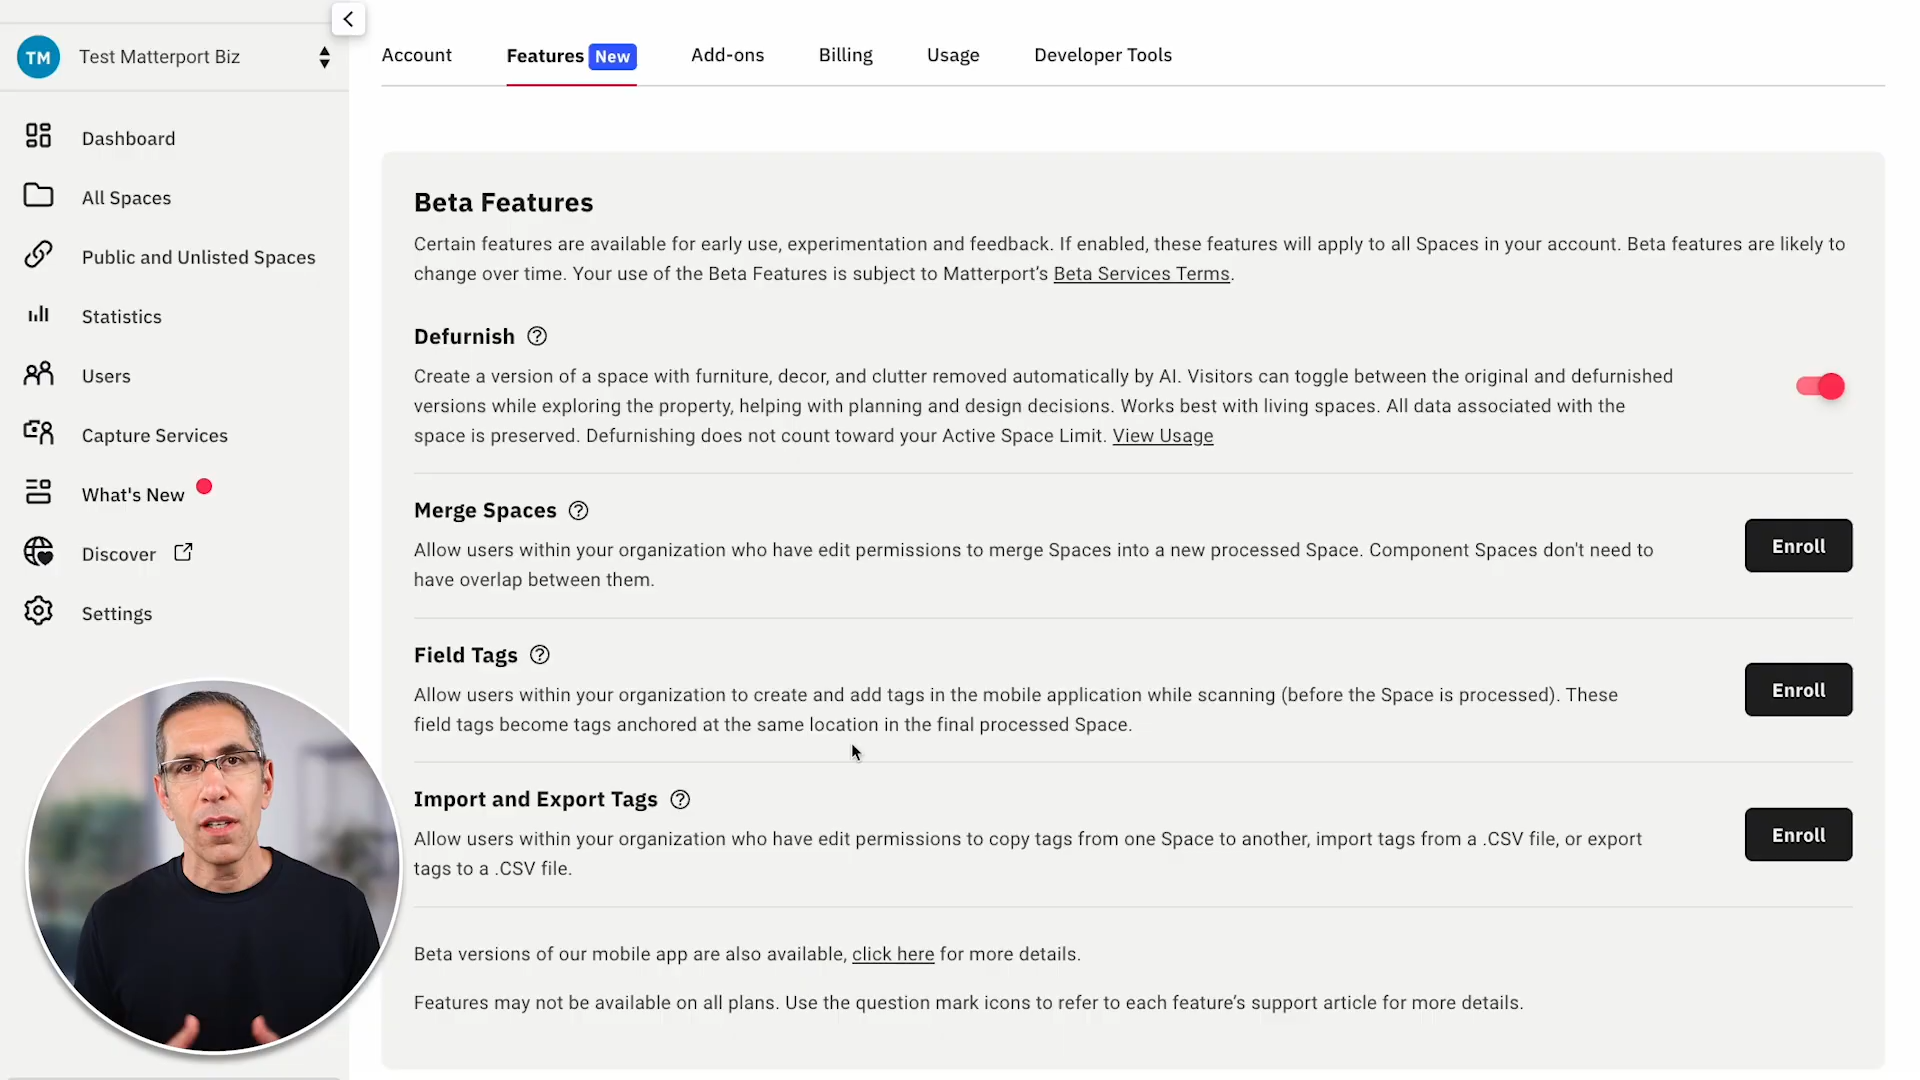 TM
Test Matterport Biz
Dashboard
All Spaces
Public and Unlisted Spaces
Statistics
Users
Capture Services
What's New
Discover
Settings
Account
Features New
Add-ons
Billing
Usage
Developer Tools
Beta Features
Certain features are available for early use, experimentation and feedback. If enabled, these features will apply to all Spaces in your account. Beta features are likely to
change over time. Your use of the Beta Features is subject to Matterport’s Beta Services Terms.
Defurnish ?
Create a version of a space with furniture, decor, and clutter removed automatically by AI. Visitors can toggle between the original and defurnished
versions while exploring the property, helping with planning and design decisions. Works best with living spaces. All data associated with the
space is preserved. Defurnishing does not count toward your Active Space Limit. View Usage
Merge Spaces ?
Allow users within your organization who have edit permissions to merge Spaces into a new processed Space. Component Spaces don't need to
have overlap between them.
Enroll
Field Tags ?
Allow users within your organization to create and add tags in the mobile application while scanning (before the Space is processed). These
field tags become tags anchored at the same location in the final processed Space.
Enroll
Import and Export Tags ?
Allow users within your organization who have edit permissions to copy tags from one Space to another, import tags from a .CSV file, or export
tags to a .CSV file.
Enroll
Beta versions of our mobile app are also available, click here for more details.
Features may not be available on all plans. Use the question mark icons to refer to each feature’s support article for more details.